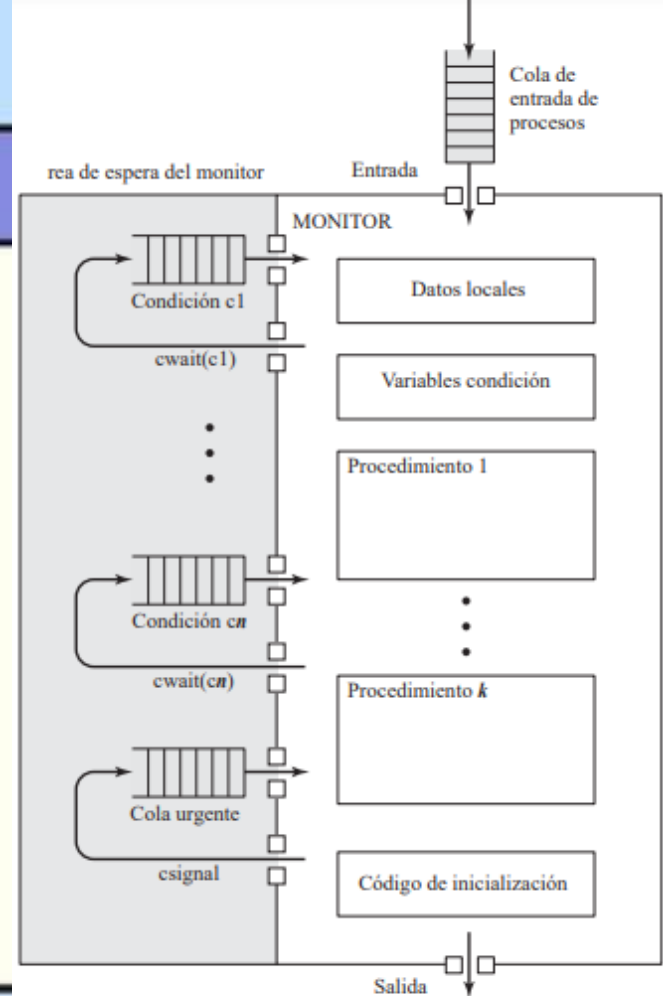 Cola de
entrada de
procesos
rea de espera del monitor
Entrada
MONITOR
Condición c1
cwait(c1)
Datos locales
Variables condición
Procedimiento 1
Condición cn
cwait(cn)
Procedimiento k
Cola urgente
csignal
Código de inicialización
Salida